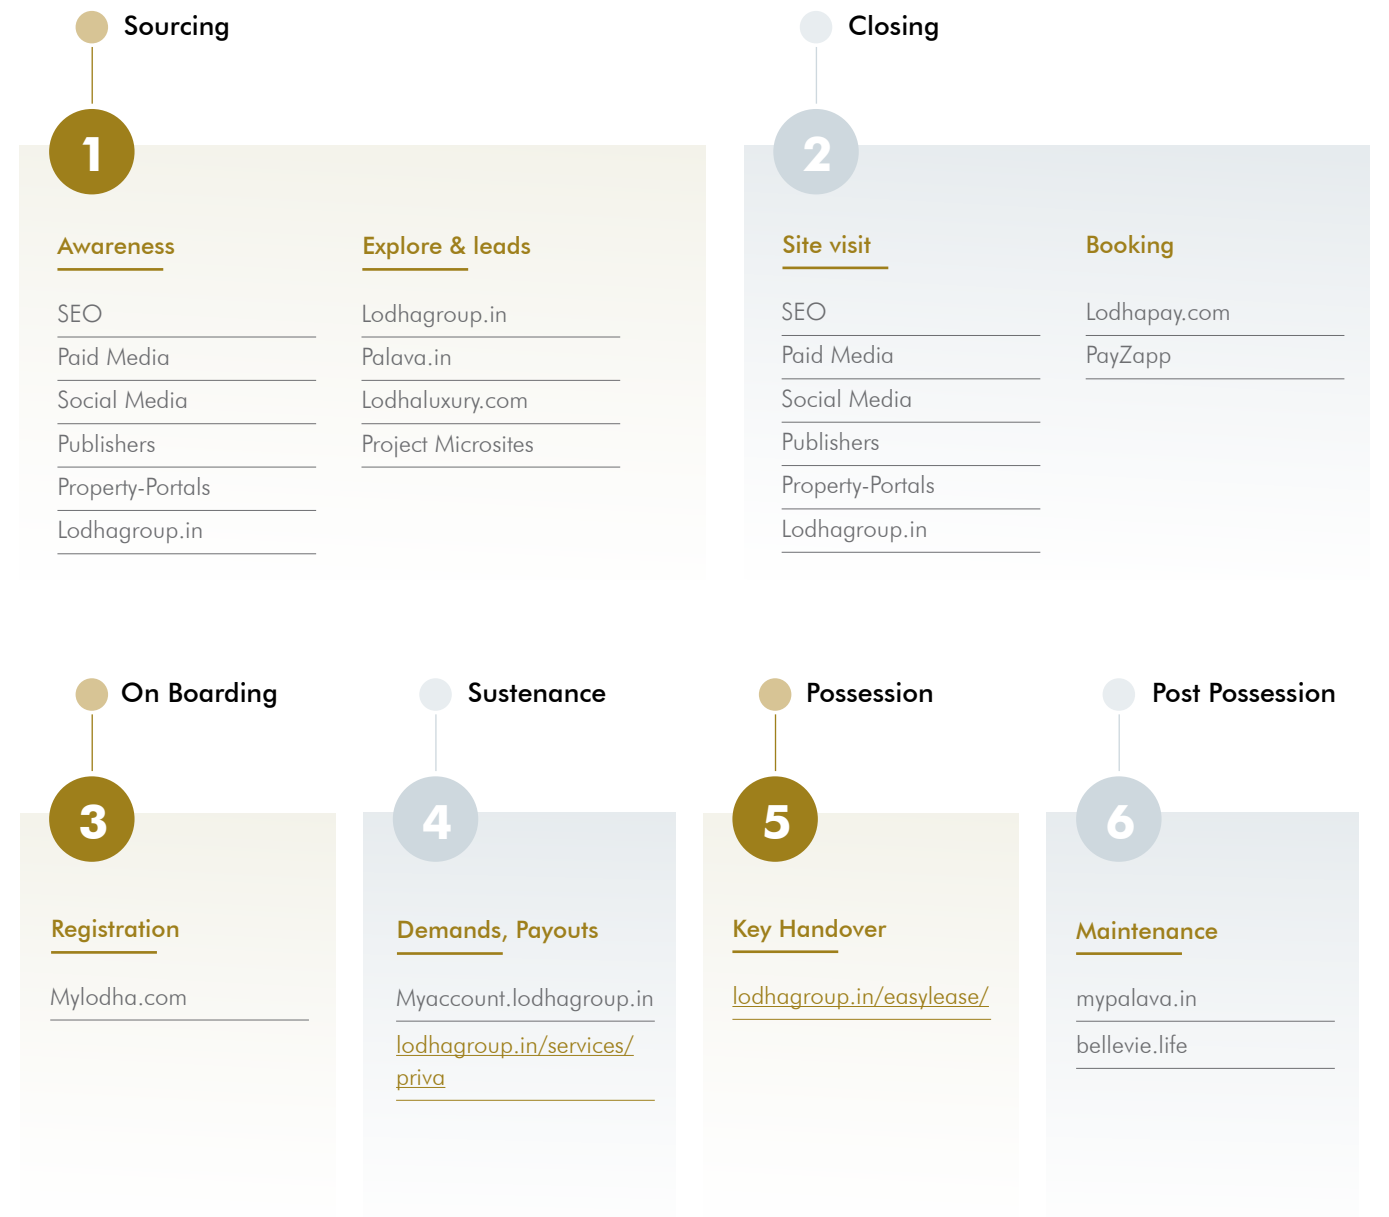 Sourcing
1
Awareness
SEO
Paid Media
Social Media
Publishers
Property-Portals
Lodhagroup.in
Explore & leads
Lodhagroup.in
Palava.in
Lodhaluxury.com
Project Microsites
Closing
2
Site visit
SEO
Paid Media
Social Media
Publishers
Property-Portals
Lodhagroup.in
Booking
Lodhapay.com
PayZapp
On Boarding
3
Registration
Mylodha.com
Sustenance
4
Demands, Payouts
Myaccount.lodhagroup.in
lodhagroup.in/services/
priva
Possession
5
Key Handover
lodhagroup.in/easylease/
Post Possession
6
Maintenance
mypalava.in
bellevie.life